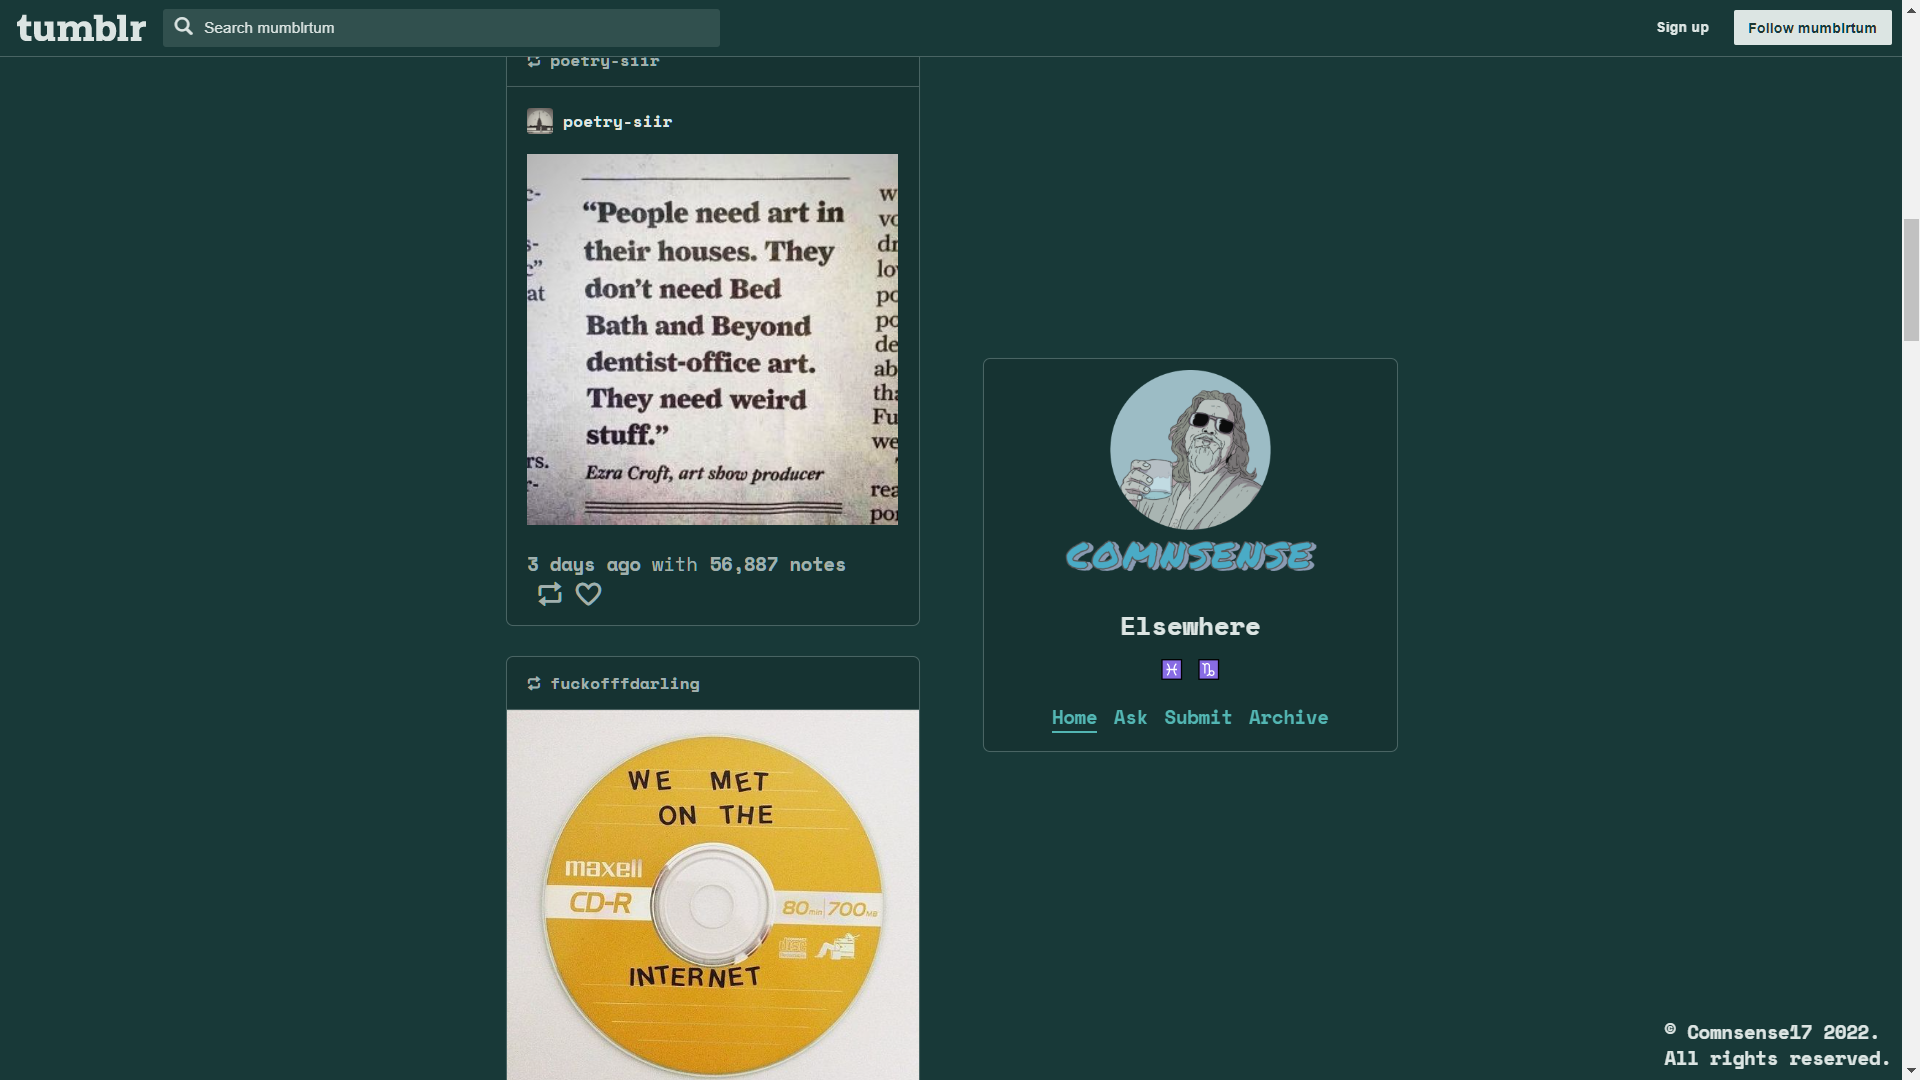 tumblr
Search mumblrtum
Sign up
Follow mumblrtum
poetry-siir
poetry-siir
“People need art in
their houses. They
don’t need Bed
Bath and Beyond
dentist-office art.
They need weird
stuff.”
Ezra Croft, art show producer
at
rs.
3 days ago with 56,887 notes
fuckofffdarling
WE MET
ON THE
maxell
CD-R
80min 700MB
disc
INTERNET
COMNSENSE
Elsewhere
♓ ♑
Home Ask Submit Archive
© Comnsense17 2022.
All rights reserved.